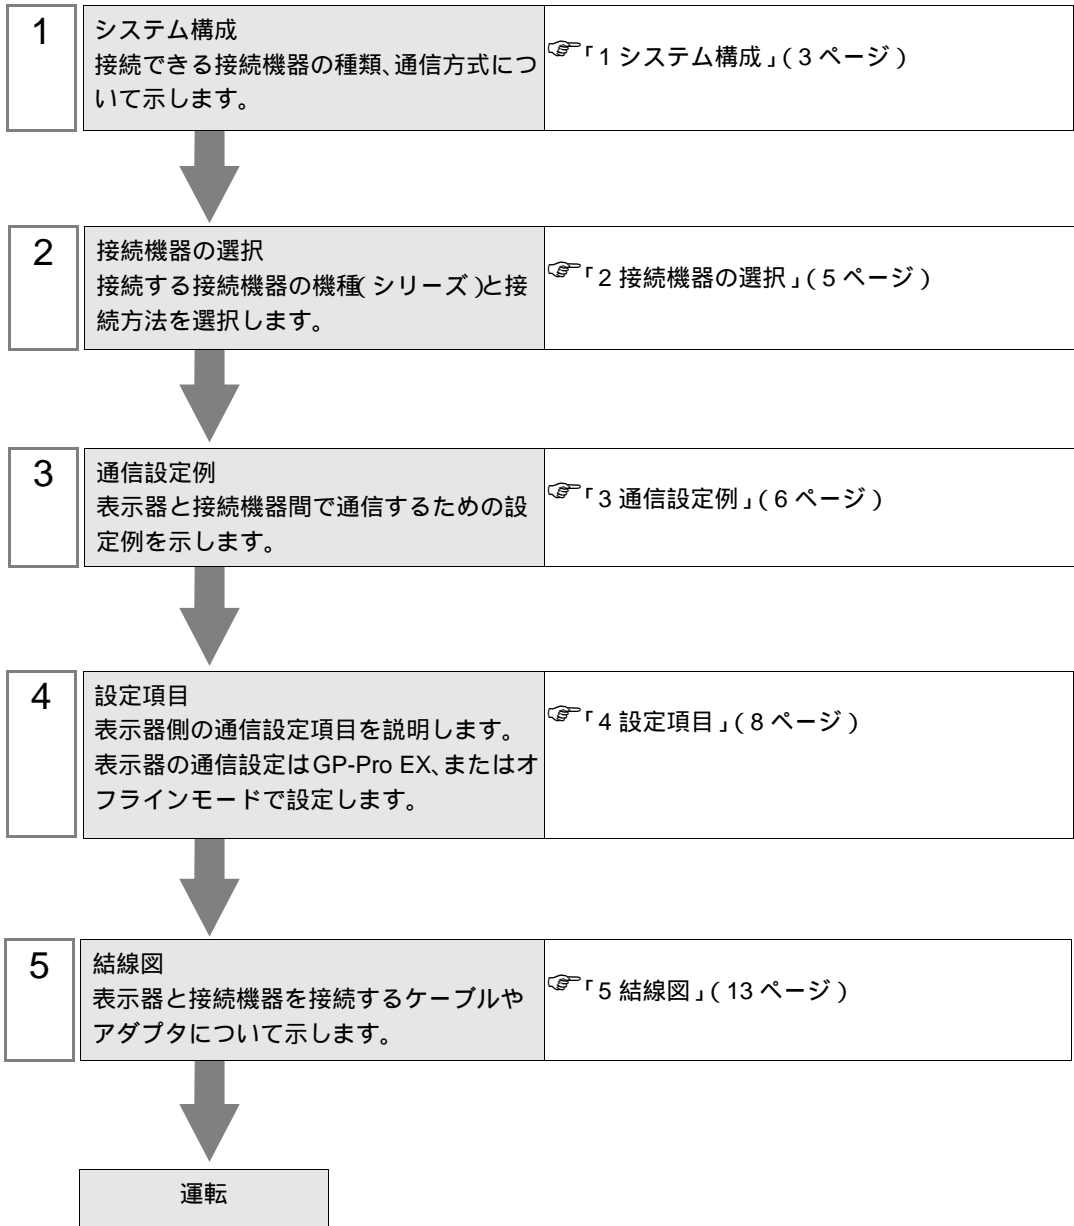 1
システム構成
接続できる接続機器の種類、通信方式につ
いて示します。
☞「1 システム構成」(3 ページ)
2
接続機器の選択
接続する接続機器の機種(シリーズ)と接
続方法を選択します。
☞「2 接続機器の選択」(5 ページ)
3
通信設定例
表示器と接続機器間で通信するための設
定例を示します。
☞「3 通信設定例」(6 ページ)
4
設定項目
表示器側の通信設定項目を説明します。
表示器の通信設定はGP-Pro EX、またはオ
フラインモードで設定します。
☞「4 設定項目」(8 ページ)
5
結線図
表示器と接続機器を接続するケーブルや
アダプタについて示します。
☞「5 結線図」(13 ページ)
運転